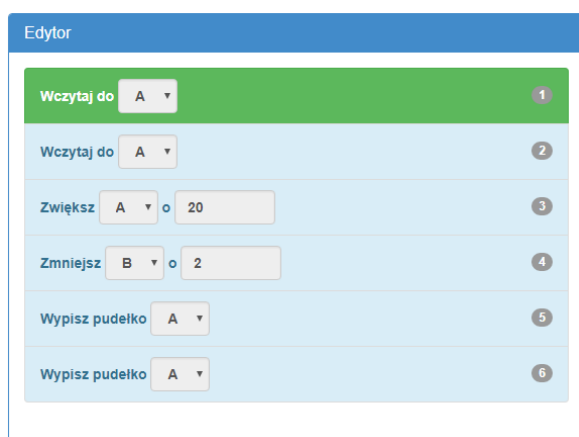 Edytor
Wczytaj do A 1
Wczytaj do A 2
Zwiększ A o 20 3
Zmniejsz B o 2 4
Wypisz pudełko A 5
Wypisz pudełko A 6